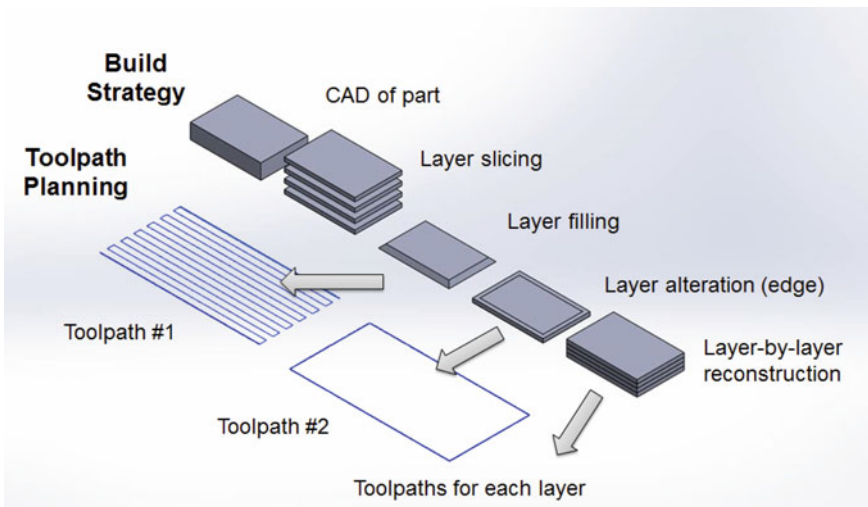 Build
Strategy
CAD of part
Toolpath
Planning
Layer slicing
Layer filling
Layer alteration (edge)
Toolpath #1
Layer-by-layer
reconstruction
Toolpath #2
Toolpaths for each layer